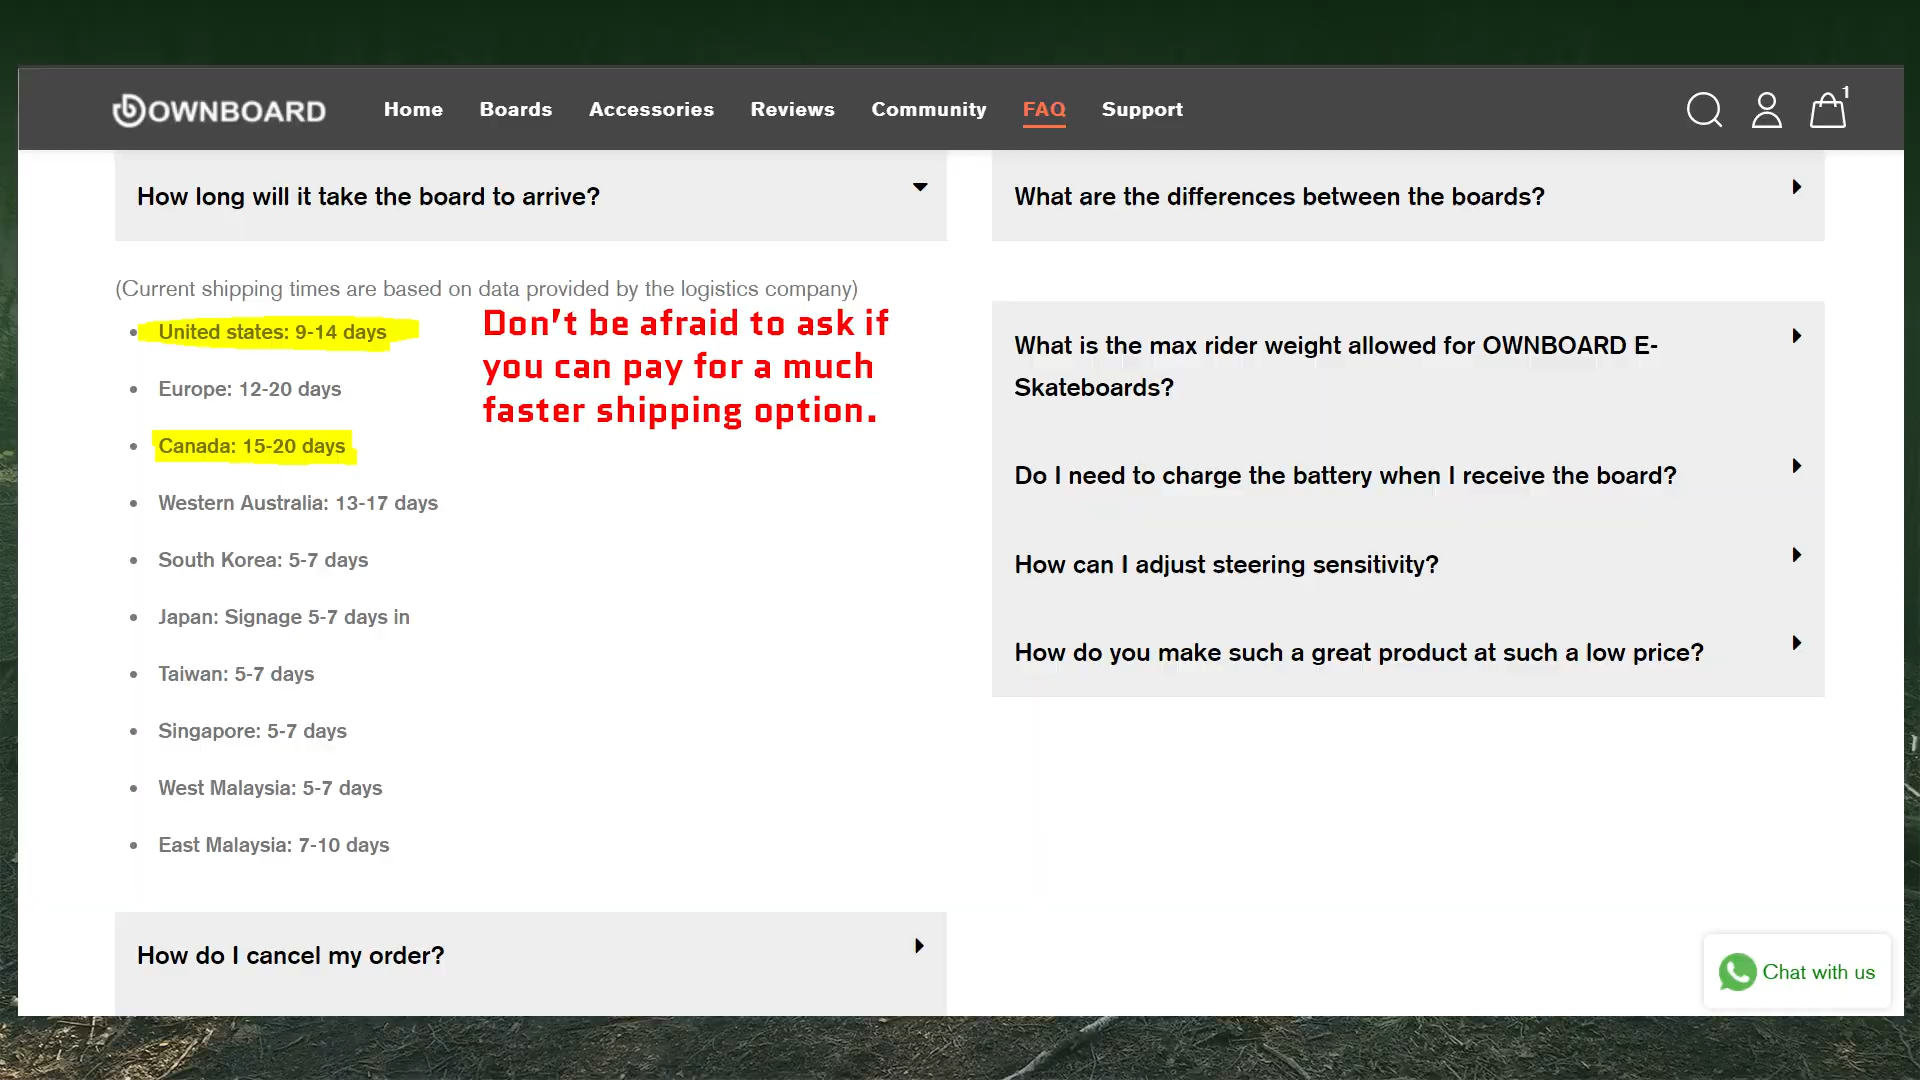 OWNBOARD
Home Boards Accessories Reviews Community FAQ Support
1
How long will it take the board to arrive?
(Current shipping times are based on data provided by the logistics company)
United states: 9-14 days
Europe: 12-20 days
Canada: 15-20 days
Western Australia: 13-17 days
South Korea: 5-7 days
Japan: Signage 5-7 days in
Taiwan: 5-7 days
Singapore: 5-7 days
West Malaysia: 5-7 days
East Malaysia: 7-10 days
Don't be afraid to ask if
you can pay for a much
faster shipping option.
How do I cancel my order?
What are the differences between the boards?
What is the max rider weight allowed for OWNBOARD E-
Skateboards?
Do I need to charge the battery when I receive the board?
How can I adjust steering sensitivity?
How do you make such a great product at such a low price?
Chat with us